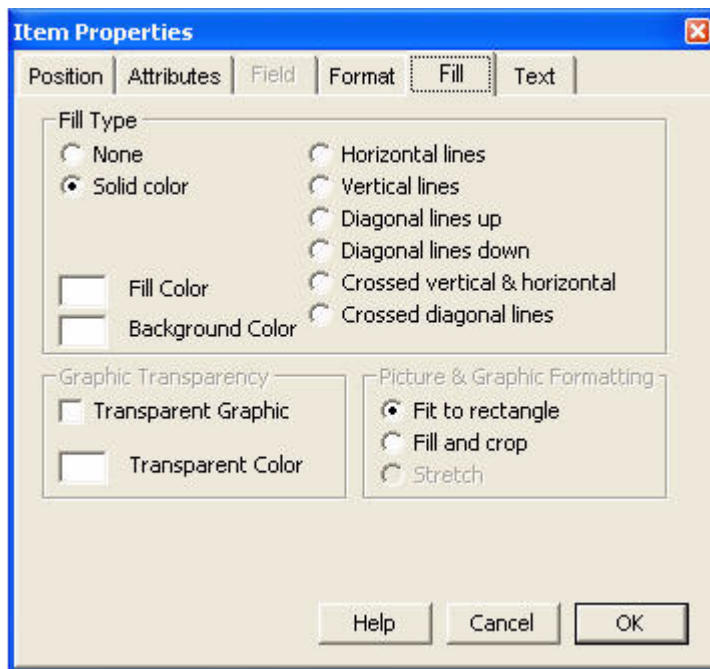 Item Properties
Position Attributes Field Format Fill Text
Fill Type
None
Solid color
Horizontal lines
Vertical lines
Diagonal lines up
Diagonal lines down
Crossed vertical & horizontal
Crossed diagonal lines
Fill Color
Background Color
Graphic Transparency
Transparent Graphic
Transparent Color
Picture & Graphic Formatting
Fit to rectangle
Fill and crop
Stretch
Help Cancel OK